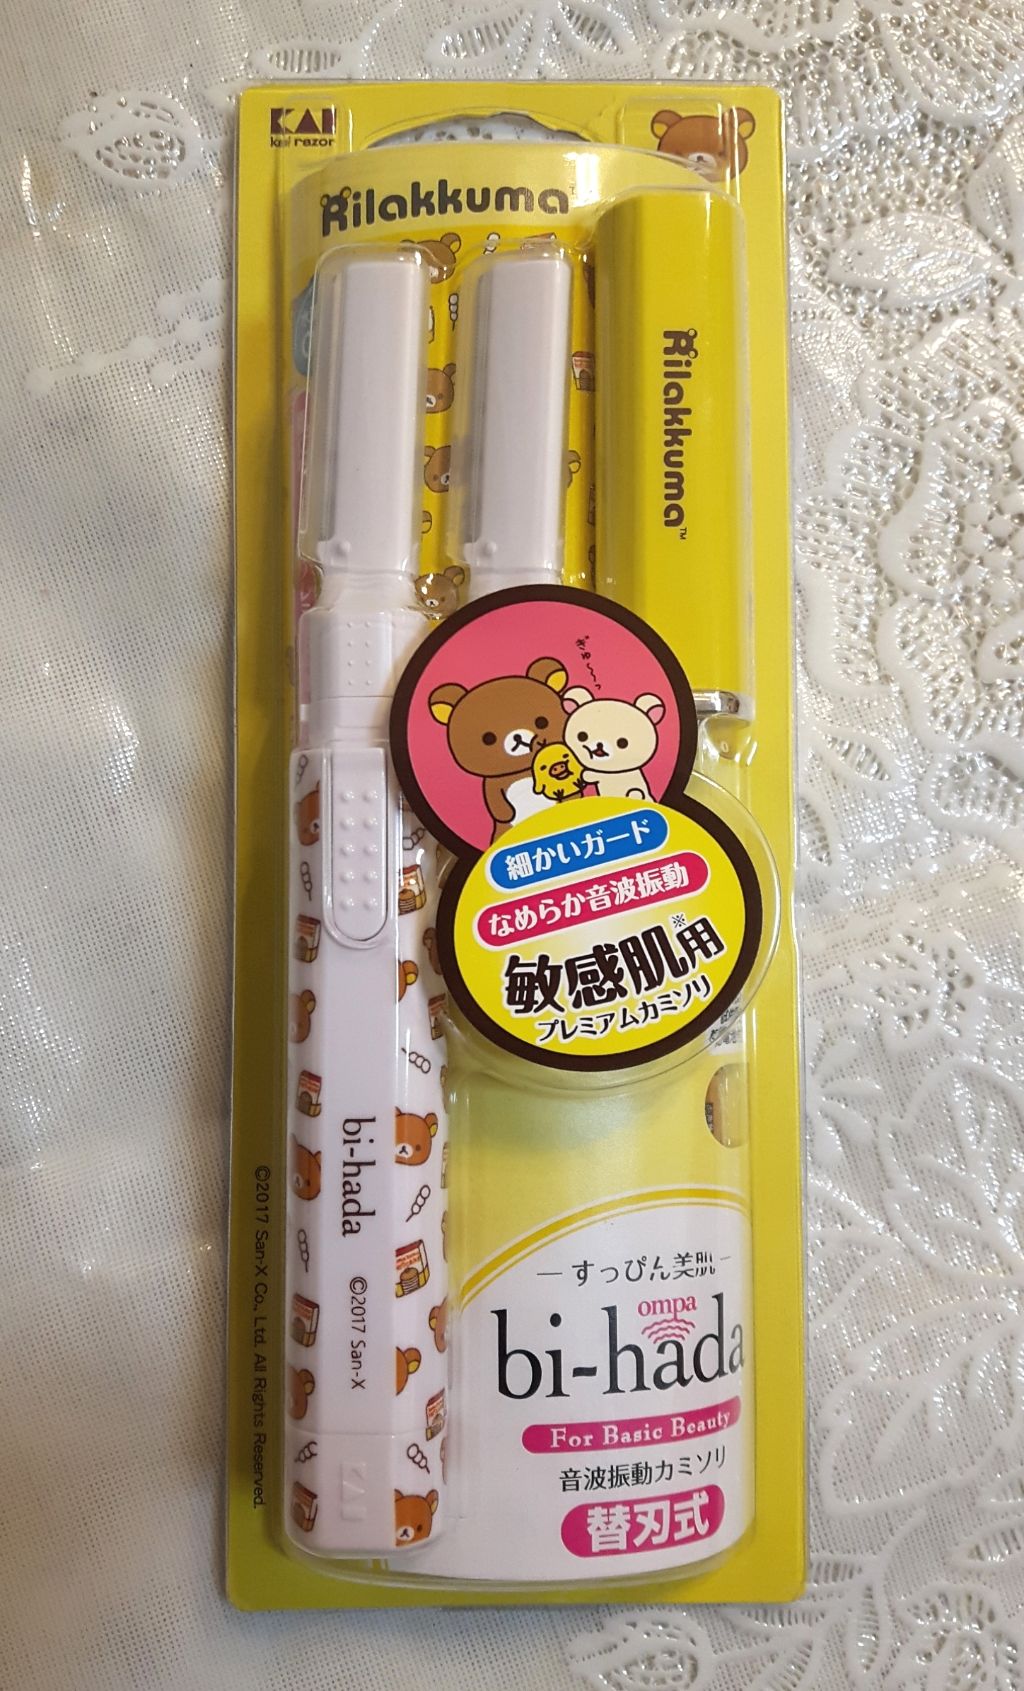 KAI
kai razor
Rilakkuma
Rilakkuma™
ぎゅ〜〜っ
細かいガード
なめらか音波振動
敏感肌※用
プレミアムカミソリ
bi-hada
©2017 San-X
KAI
©2017 San-X Co., Ltd. All Rights Reserved.
すっぴん美肌
ompa
bi-hada
For Basic Beauty
音波振動カミソリ
替刃式